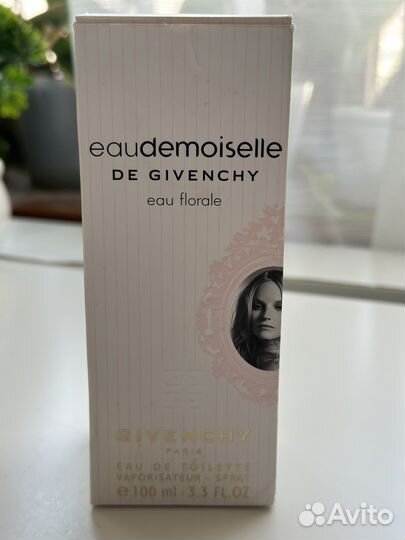 eaudemoiselle
DE GIVENCHY
eau florale
GIVENCHY
PARIS
EAU DE TOILETTE
VAPORISATEUR - SPRAY
℮ 100 ml - 3.3 FL.OZ
Avito